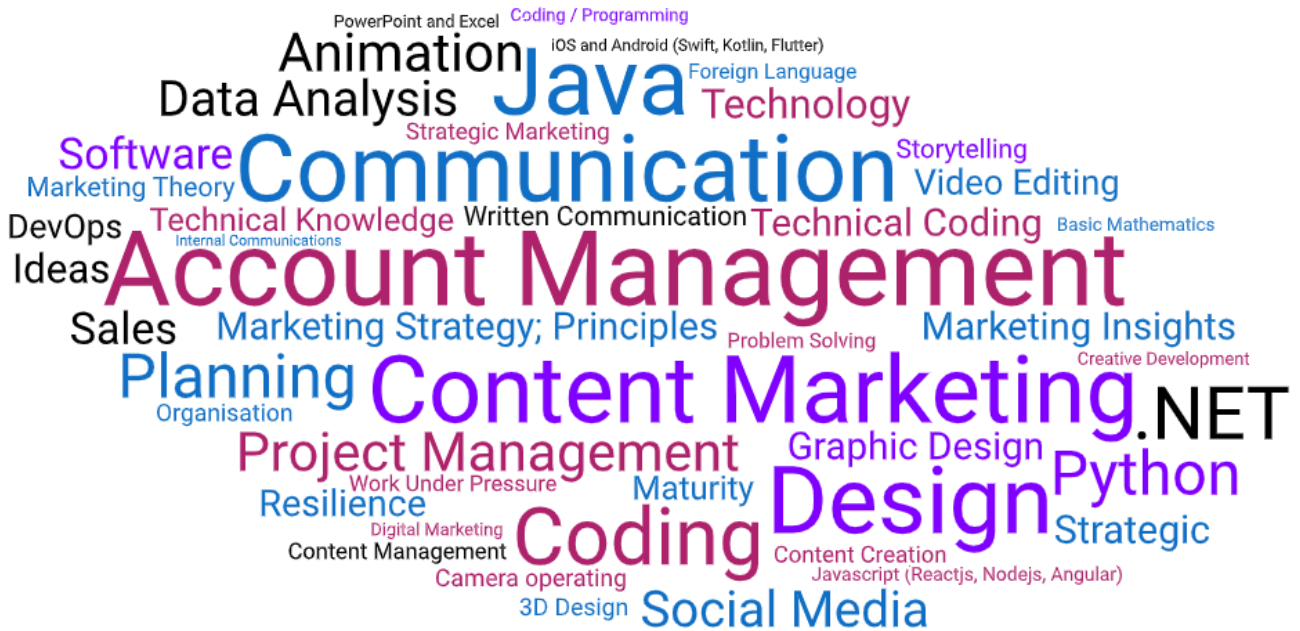 PowerPoint and Excel
Coding / Programming
Animation
iOS and Android (Swift, Kotlin, Flutter)
Java
Foreign Language
Data Analysis
Technology
Strategic Marketing
Software
Communication
Storytelling
Marketing Theory
Video Editing
DevOps
Technical Knowledge
Written Communication
Technical Coding
Basic Mathematics
Internal Communications
Ideas
Account Management
Sales
Marketing Strategy; Principles
Problem Solving
Marketing Insights
Creative Development
Planning
Content Marketing
Organisation
.NET
Project Management
Graphic Design
Python
Work Under Pressure
Maturity
Design
Resilience
Strategic
Digital Marketing
Coding
Content Management
Content Creation
Camera operating
Javascript (Reactjs, Nodejs, Angular)
3D Design
Social Media